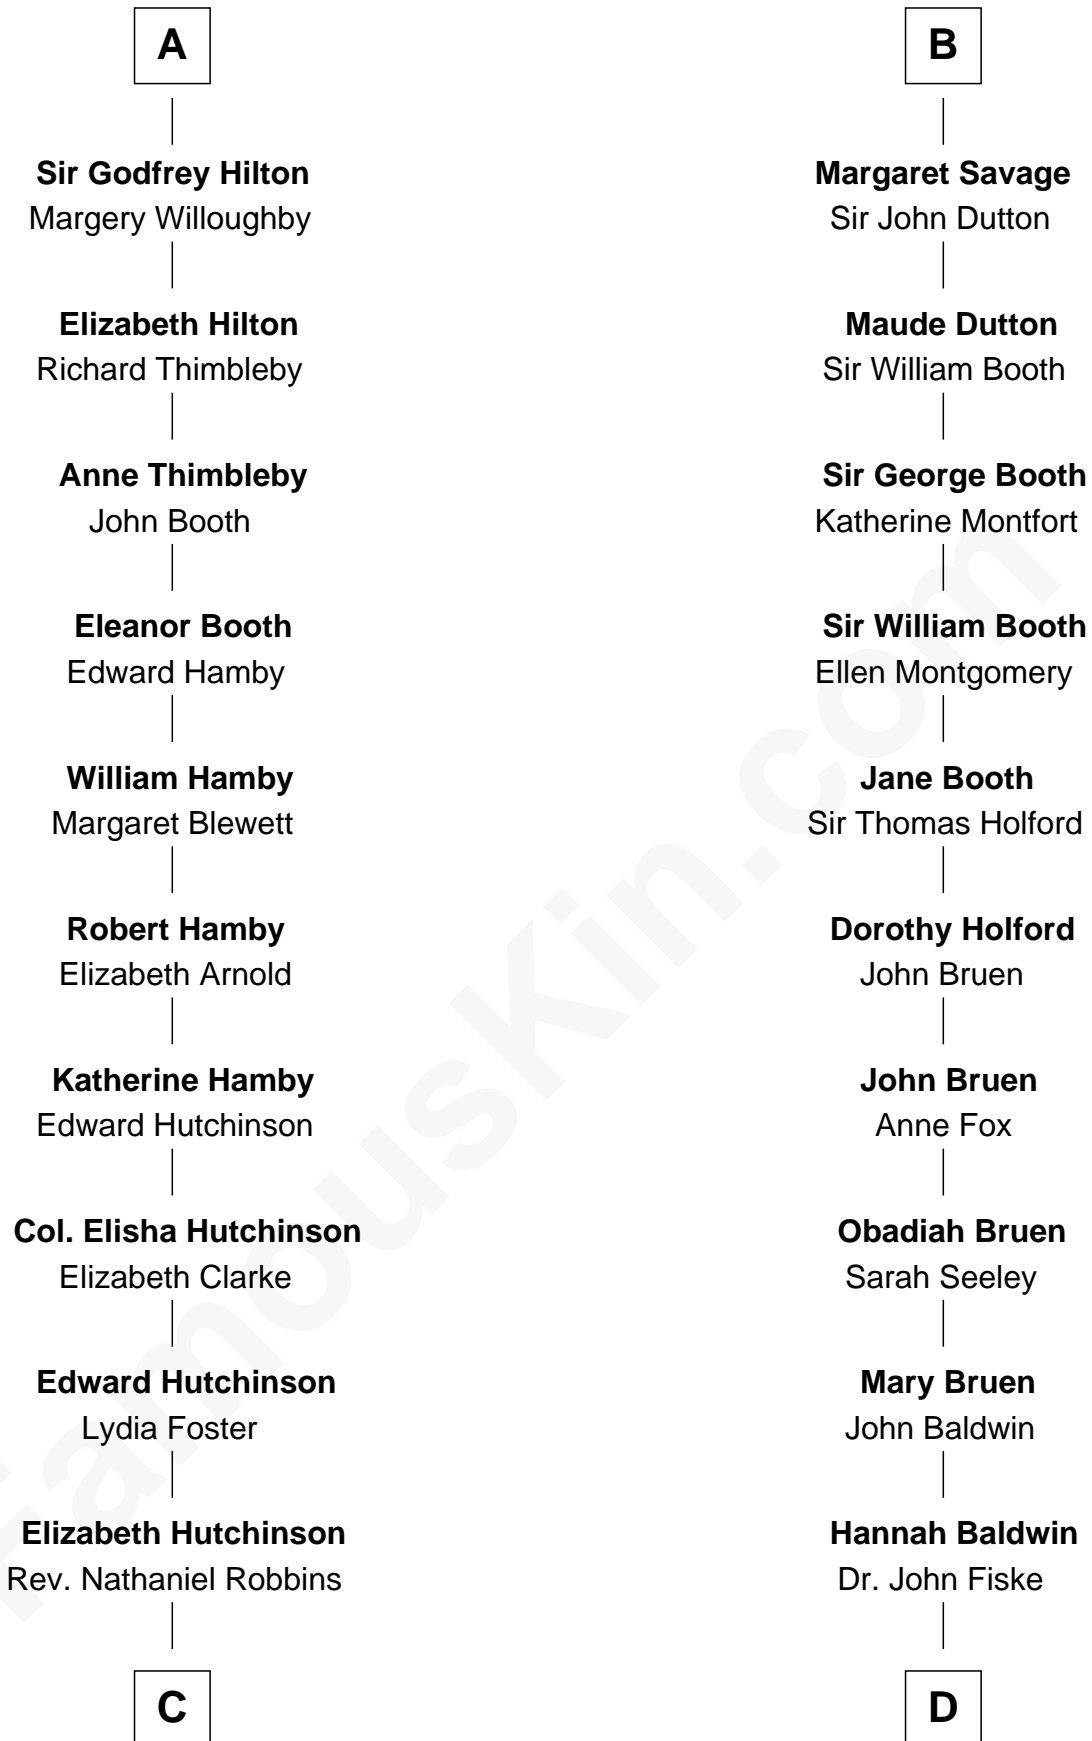 A
Sir Godfrey Hilton
Margery Willoughby
Elizabeth Hilton
Richard Thimbleby
Anne Thimbleby
John Booth
Eleanor Booth
Edward Hamby
William Hamby
Margaret Blewett
Robert Hamby
Elizabeth Arnold
Katherine Hamby
Edward Hutchinson
Col. Elisha Hutchinson
Elizabeth Clarke
Edward Hutchinson
Lydia Foster
Elizabeth Hutchinson
Rev. Nathaniel Robbins
C
B
Margaret Savage
Sir John Dutton
Maude Dutton
Sir William Booth
Sir George Booth
Katherine Montfort
Sir William Booth
Ellen Montgomery
Jane Booth
Sir Thomas Holford
Dorothy Holford
John Bruen
John Bruen
Anne Fox
Obadiah Bruen
Sarah Seeley
Mary Bruen
John Baldwin
Hannah Baldwin
Dr. John Fiske
D
FamousKin.com